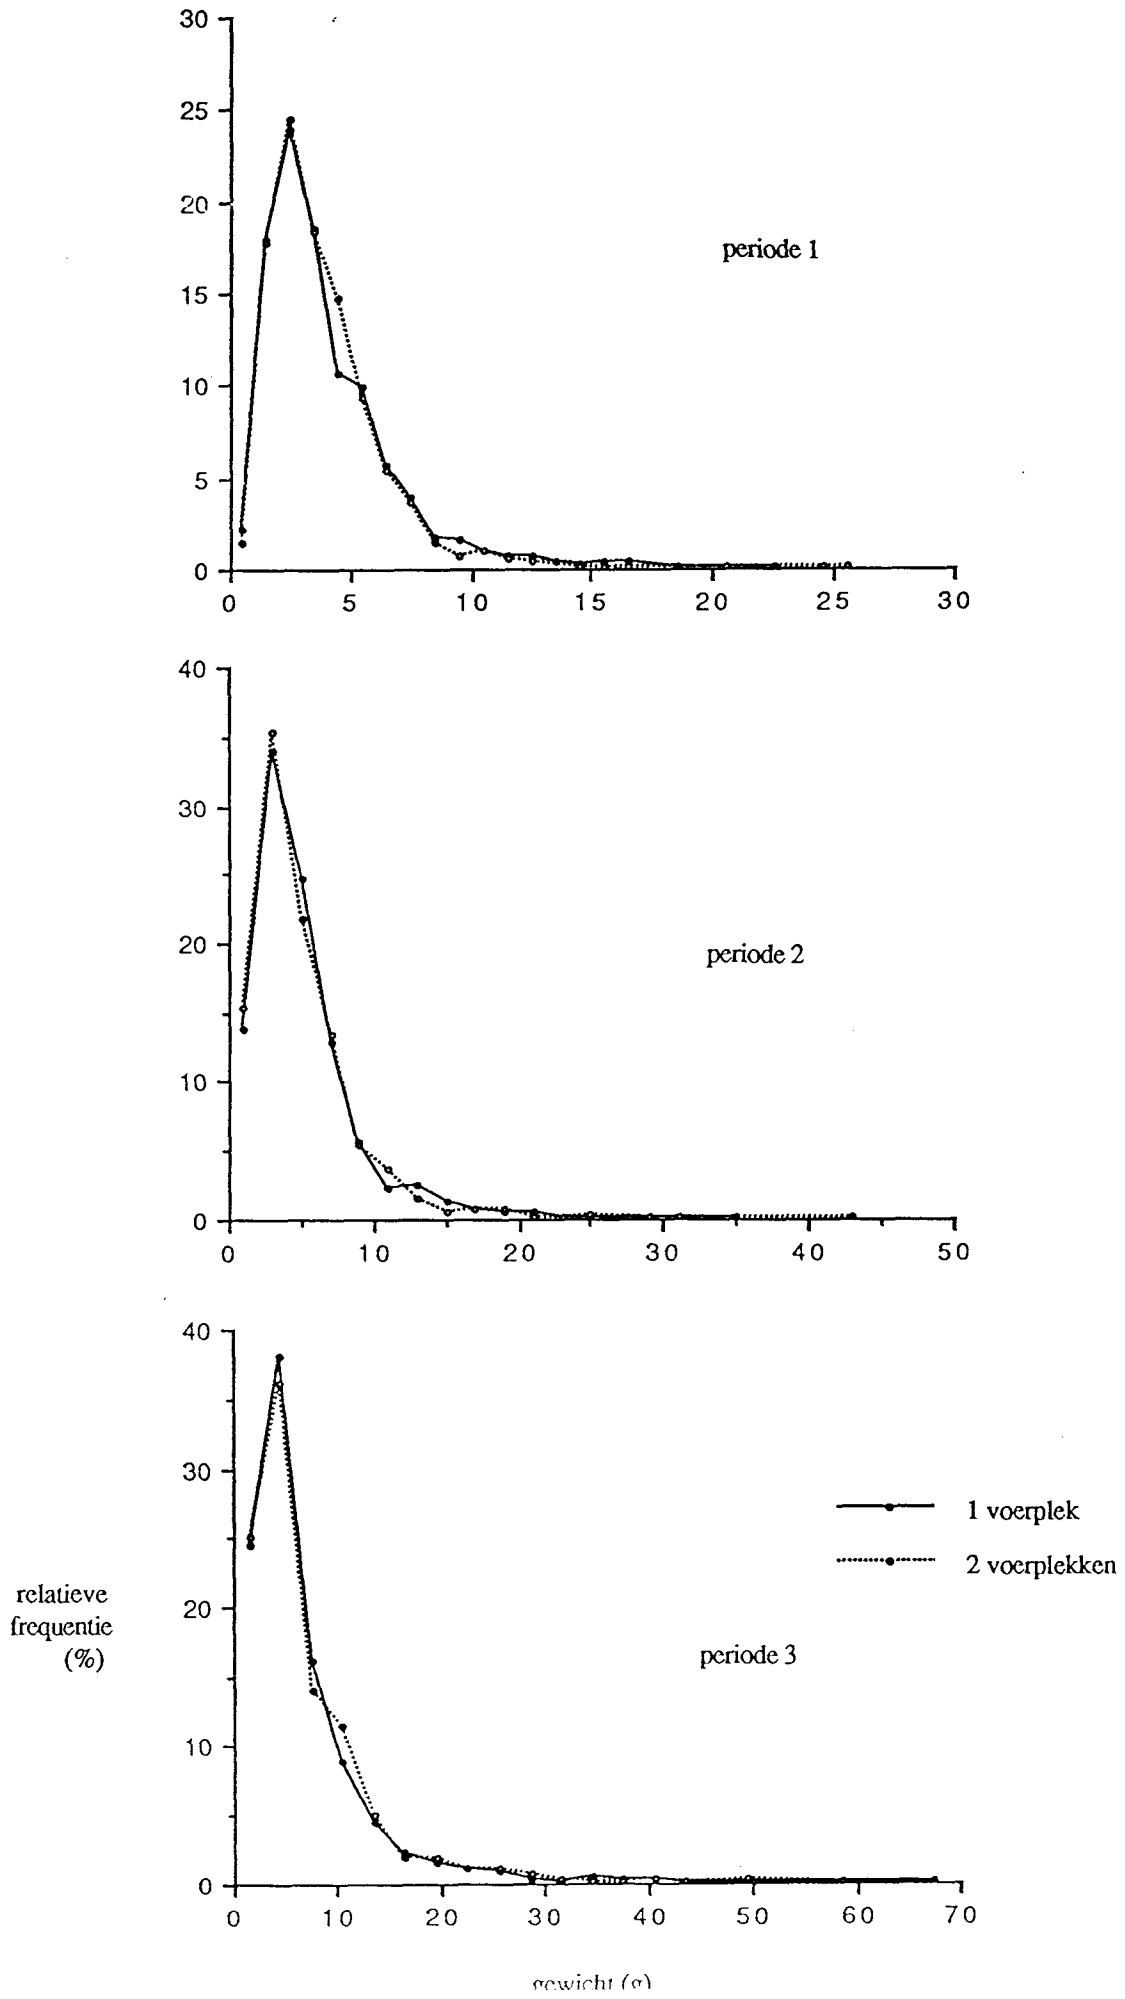 30
25
20
15
10
5
0
0 5 10 15 20 25 30
periode 1
40
30
20
10
0
0 10 20 30 40 50
periode 2
40
30
20
10
0
0 10 20 30 40 50 60 70
1 voerplek
2 voerplekken
relatieve
frequentie
(%)
periode 3
gewicht (g)